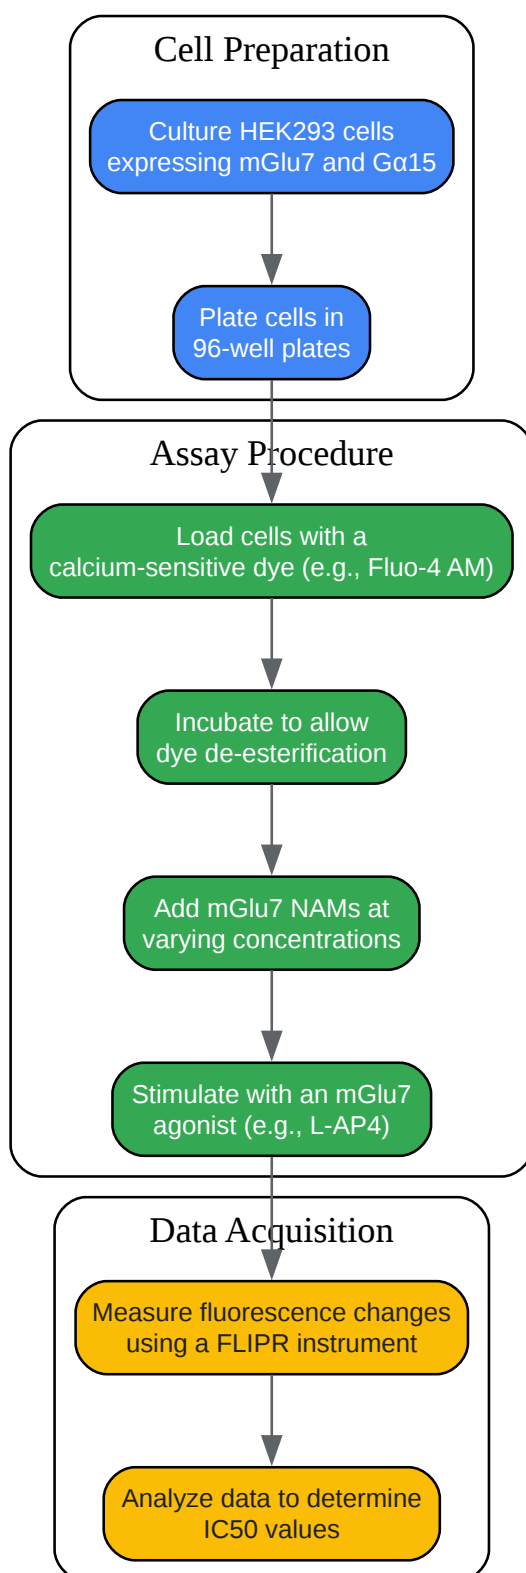 Cell Preparation
Culture HEK293 cells
expressing mGlu7 and Gα15
Plate cells in
96-well plates
Assay Procedure
Load cells with a
calcium-sensitive dye (e.g., Fluo-4 AM)
Incubate to allow
dye de-esterification
Add mGlu7 NAMs at
varying concentrations
Stimulate with an mGlu7
agonist (e.g., L-AP4)
Data Acquisition
Measure fluorescence changes
using a FLIPR instrument
Analyze data to determine
IC50 values